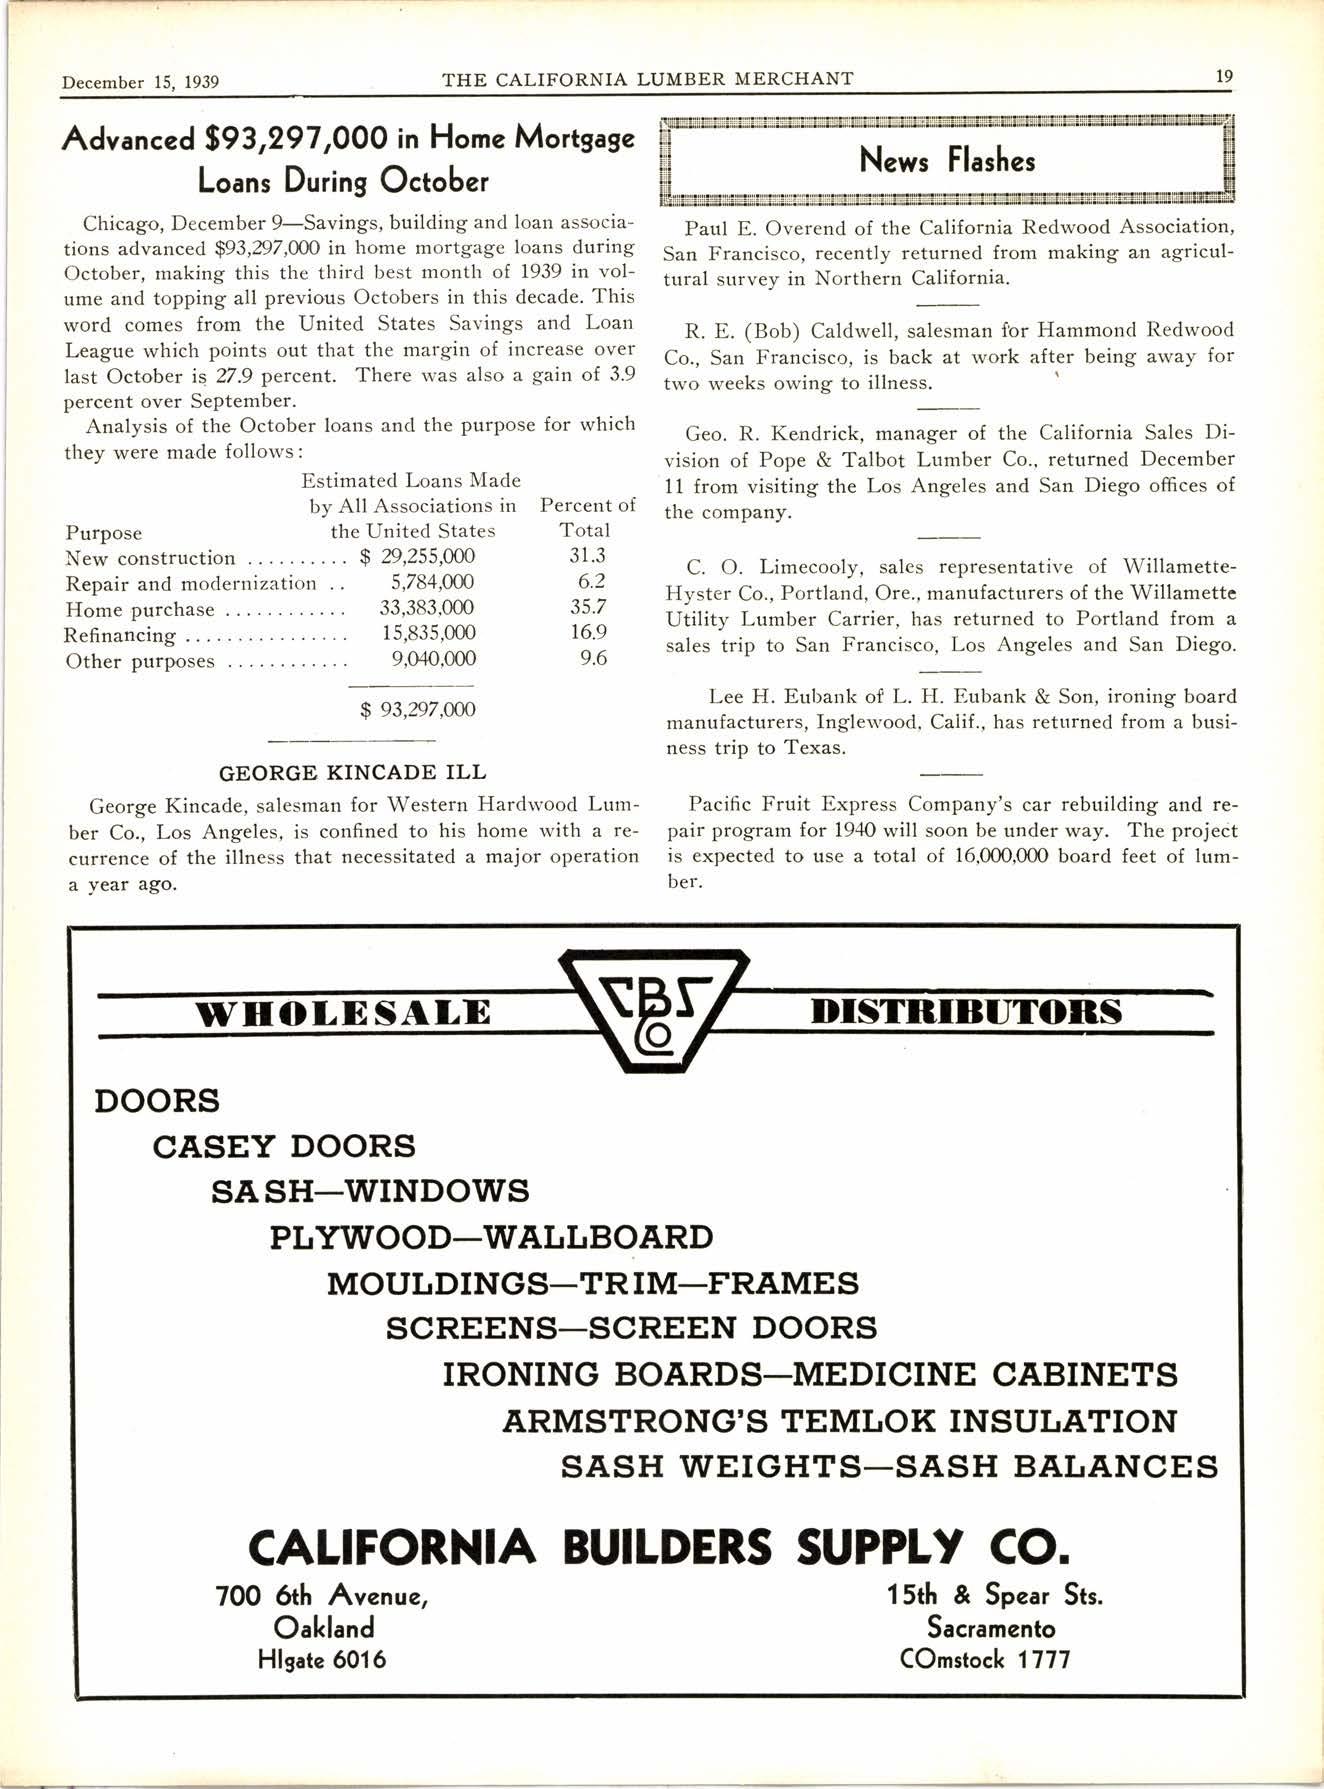 December 15, 1939 THE CALIFORNIA LUMBER MERCHANT 19
Advanced $93,297,000 in Home Mortgage
Loans During October
Chicago, December 9—Savings, building and loan associa-
tions advanced $93,297,000 in home mortgage loans during
October, making this the third best month of 1939 in vol-
ume and topping all previous Octobers in this decade. This
word comes from the United States Savings and Loan
League which points out that the margin of increase over
last October is 27.9 percent. There was also a gain of 3.9
percent over September.
Analysis of the October loans and the purpose for which
they were made follows:
Estimated Loans Made
by All Associations in Percent of
Purpose the United States Total
New construction .......... $ 29,255,000 31.3
Repair and modernization .. 5,784,000 6.2
Home purchase ............ 33,383,000 35.7
Refinancing ................ 15,835,000 16.9
Other purposes ............ 9,040,000 9.6
$ 93,297,000
GEORGE KINCADE ILL
George Kincade, salesman for Western Hardwood Lum-
ber Co., Los Angeles, is confined to his home with a re-
currence of the illness that necessitated a major operation
a year ago.
News Flashes
Paul E. Overend of the California Redwood Association,
San Francisco, recently returned from making an agricul-
tural survey in Northern California.
R. E. (Bob) Caldwell, salesman for Hammond Redwood
Co., San Francisco, is back at work after being away for
two weeks owing to illness.
Geo. R. Kendrick, manager of the California Sales Di-
vision of Pope & Talbot Lumber Co., returned December
11 from visiting the Los Angeles and San Diego offices of
the company.
C. O. Limecooly, sales representative of Willamette-
Hyster Co., Portland, Ore., manufacturers of the Willamette
Utility Lumber Carrier, has returned to Portland from a
sales trip to San Francisco, Los Angeles and San Diego.
Lee H. Eubank of L. H. Eubank & Son, ironing board
manufacturers, Inglewood, Calif., has returned from a busi-
ness trip to Texas.
Pacific Fruit Express Company's car rebuilding and re-
pair program for 1940 will soon be under way. The project
is expected to use a total of 16,000,000 board feet of lum-
ber.
WHOLESALE CBS Co DISTRIBUTORS
DOORS
CASEY DOORS
SASH—WINDOWS
PLYWOOD—WALLBOARD
MOULDINGS—TRIM—FRAMES
SCREENS—SCREEN DOORS
IRONING BOARDS—MEDICINE CABINETS
ARMSTRONG'S TEMLOK INSULATION
SASH WEIGHTS—SASH BALANCES
CALIFORNIA BUILDERS SUPPLY CO.
700 6th Avenue, 15th & Spear Sts.
Oakland Sacramento
HIgate 6016 COmstock 1777